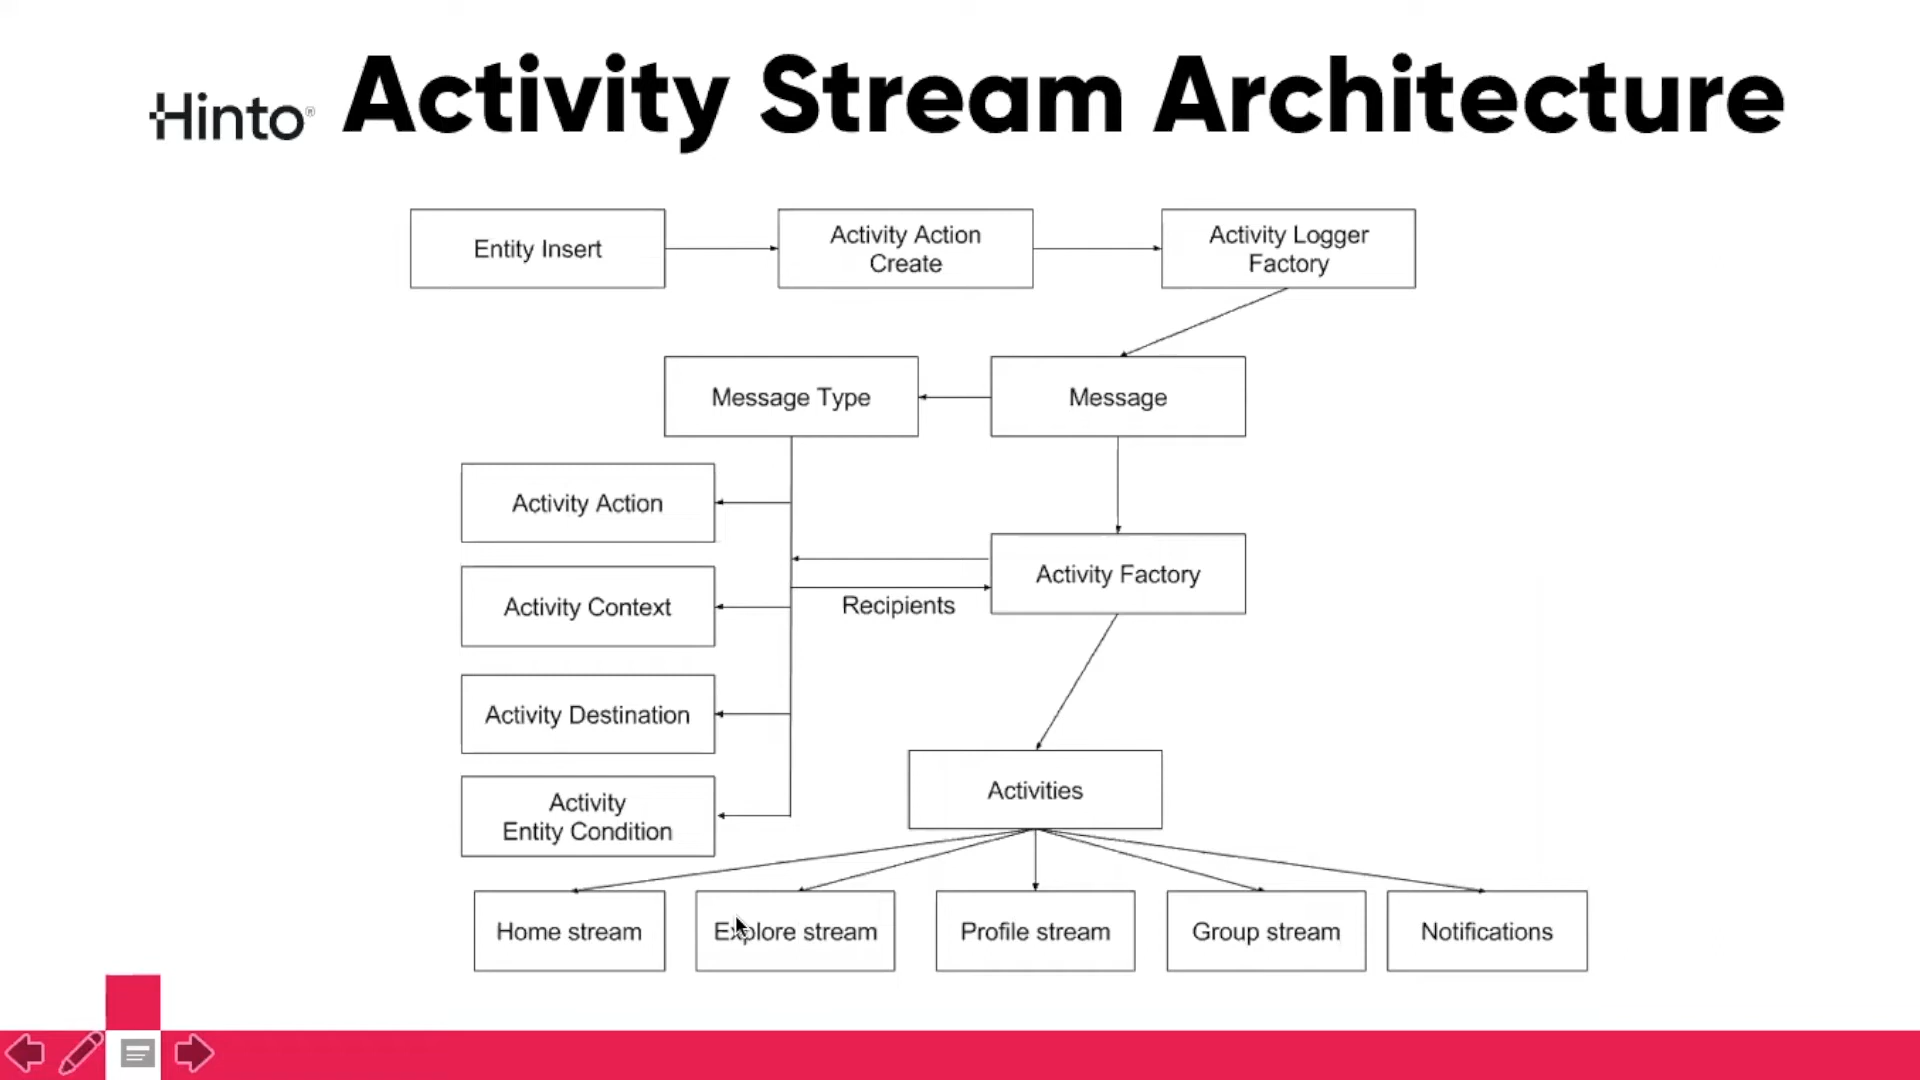 Hinto® Activity Stream Architecture
Entity Insert
Activity Action
Create
Activity Logger
Factory
Message Type
Message
Activity Action
Activity Factory
Recipients
Activity Context
Activity Destination
Activities
Activity
Entity Condition
Home stream
Explore stream
Profile stream
Group stream
Notifications